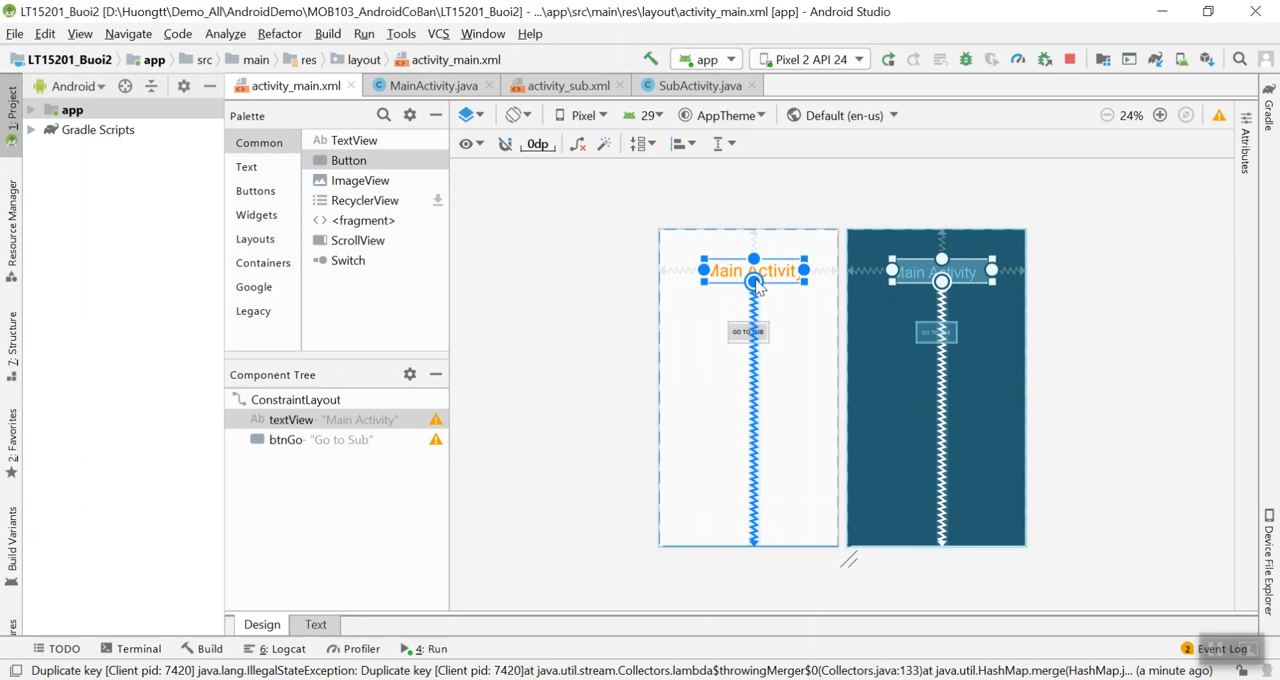 LT15201_Buoi2 [D:\Huongtt\Demo_All\AndroidDemo\MOB103_AndroidCoBan\LT15201_Buoi2] - ...\app\src\main\res\layout\activity_main.xml [app] - Android Studio
File Edit View Navigate Code Analyze Refactor Build Run Tools VCS Window Help
LT15201_Buoi2 app src main res layout activity_main.xml app Pixel 2 API 24
1: Project Android activity_main.xml MainActivity.java activity_sub.xml SubActivity.java Gradle
app
Gradle Scripts
Palette
Pixel 29 AppTheme Default (en-us) 24%
Attributes
Common
Text
Buttons
Widgets
Layouts
Containers
Google
Legacy
Ab TextView
Button
ImageView
RecyclerView
<fragment>
ScrollView
Switch
0dp
Resource Manager
7: Structure
2: Favorites
Build Variants
Main Activity
GO TO SUB
Main Activity
Component Tree
ConstraintLayout
Ab textView- "Main Activity"
btnGo- "Go to Sub"
Device File Explorer
Design Text
TODO Terminal Build 6: Logcat Profiler 4: Run 2 Event Log
Duplicate key [Client pid: 7420] java.lang.IllegalStateException: Duplicate key [Client pid: 7420]at java.util.stream.Collectors.lambda$throwingMerger$0(Collectors.java:133)at java.util.HashMap.merge(HashMap.j... (a minute ago)